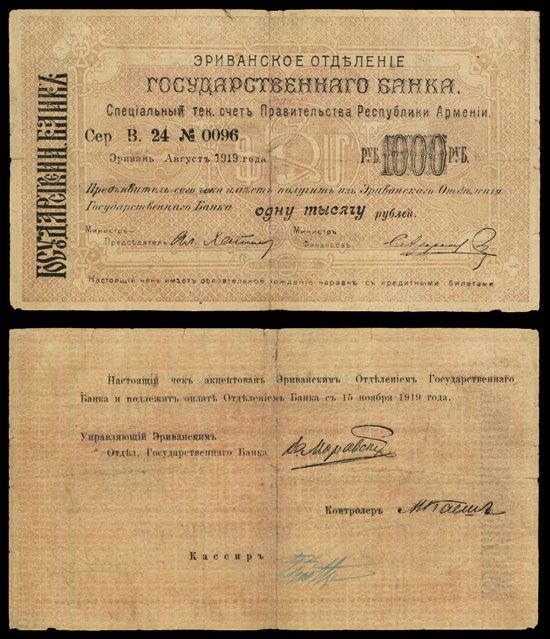 ГОСУДАРСТВЕНН. БАНКЪ
ЭРИВАНСКОЕ ОТДѢЛЕНІЕ
ГОСУДАРСТВЕННАГО БАНКА.
Спеціальный тек. счетъ Правительства Республики Арменіи.
Сер В. 24 № 0096.
Эривань. Августъ 1919 года.
РУБ. 1000 РУБ.
Предъявитель сего чека имѣетъ получить изъ Эриванскаго Отдѣленія
Государственнаго Банка одну тысячу рублей.
Министръ-
Предсѣдатель
Министръ
Финансовъ
Настоящій чекъ имѣетъ обязательное хожденіе наравнѣ съ кредитными билетами
Настоящій чекъ акцептованъ Эриванскимъ Отдѣленіемъ Государственнаго
Банка и подлежитъ оплатѣ Отдѣленіемъ Банка съ 15 ноября 1919 года.
Управляющій Эриванскимъ
Отдѣл. Государственнаго Банка
Контролеръ
Кассиръ